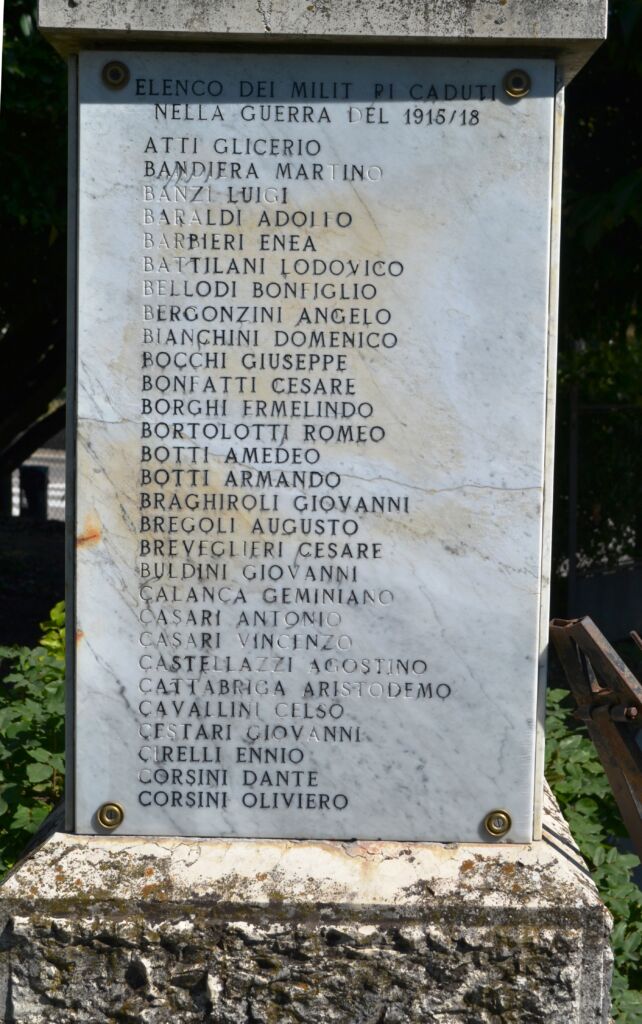 ELENCO DEI MILIT RI CADUTI
NELLA GUERRA DEL 1915/18
ATTI GLICERIO
BANDIERA MARTINO
BANZI LUIGI
BARALDI ADOLFO
BARBIERI ENEA
BATTILANI LODOVICO
BELLODI BONFIGLIO
BERGONZINI ANGELO
BIANCHINI DOMENICO
BOCCHI GIUSEPPE
BONFATTI CESARE
BORGHI ERMELINDO
BORTOLOTTI ROMEO
BOTTI AMEDEO
BOTTI ARMANDO
BRAGHIROLI GIOVANNI
BREGOLI AUGUSTO
BREVEGLIERI CESARE
BULDINI GIOVANNI
CALANCA GEMINIANO
CASARI ANTONIO
CASARI VINCENZO
CASTELLAZZI AGOSTINO
CATTABRIGA ARISTODEMO
CAVALLINI CELSO
CESTARI GIOVANNI
CIRELLI ENNIO
CORSINI DANTE
CORSINI OLIVIERO